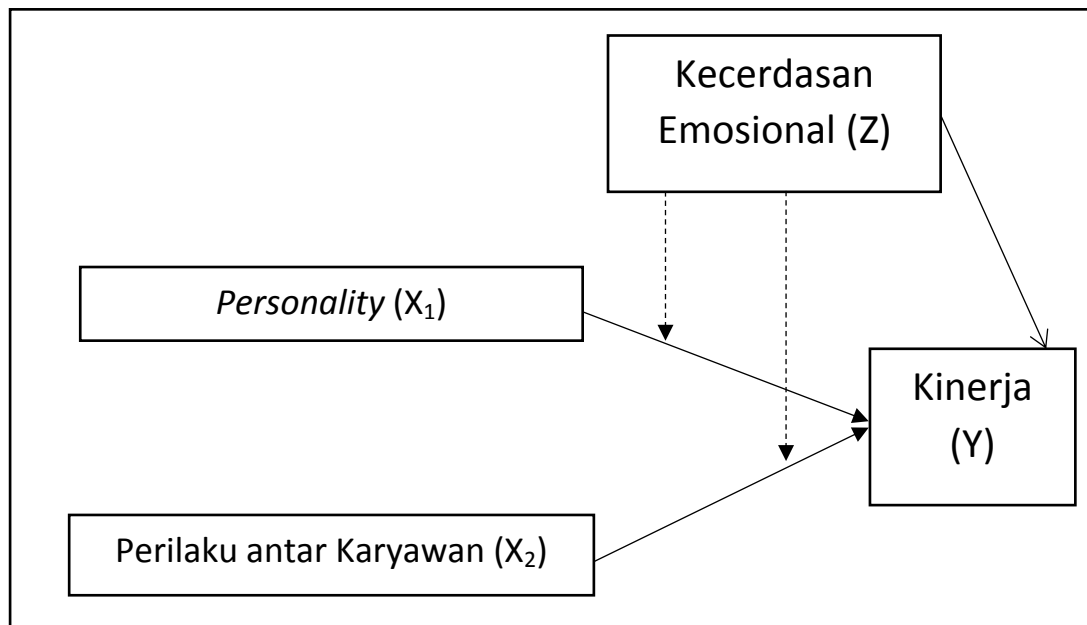 Kecerdasan
Emosional (Z)
Personality (X₁)
Kinerja
(Y)
Perilaku antar Karyawan (X₂)